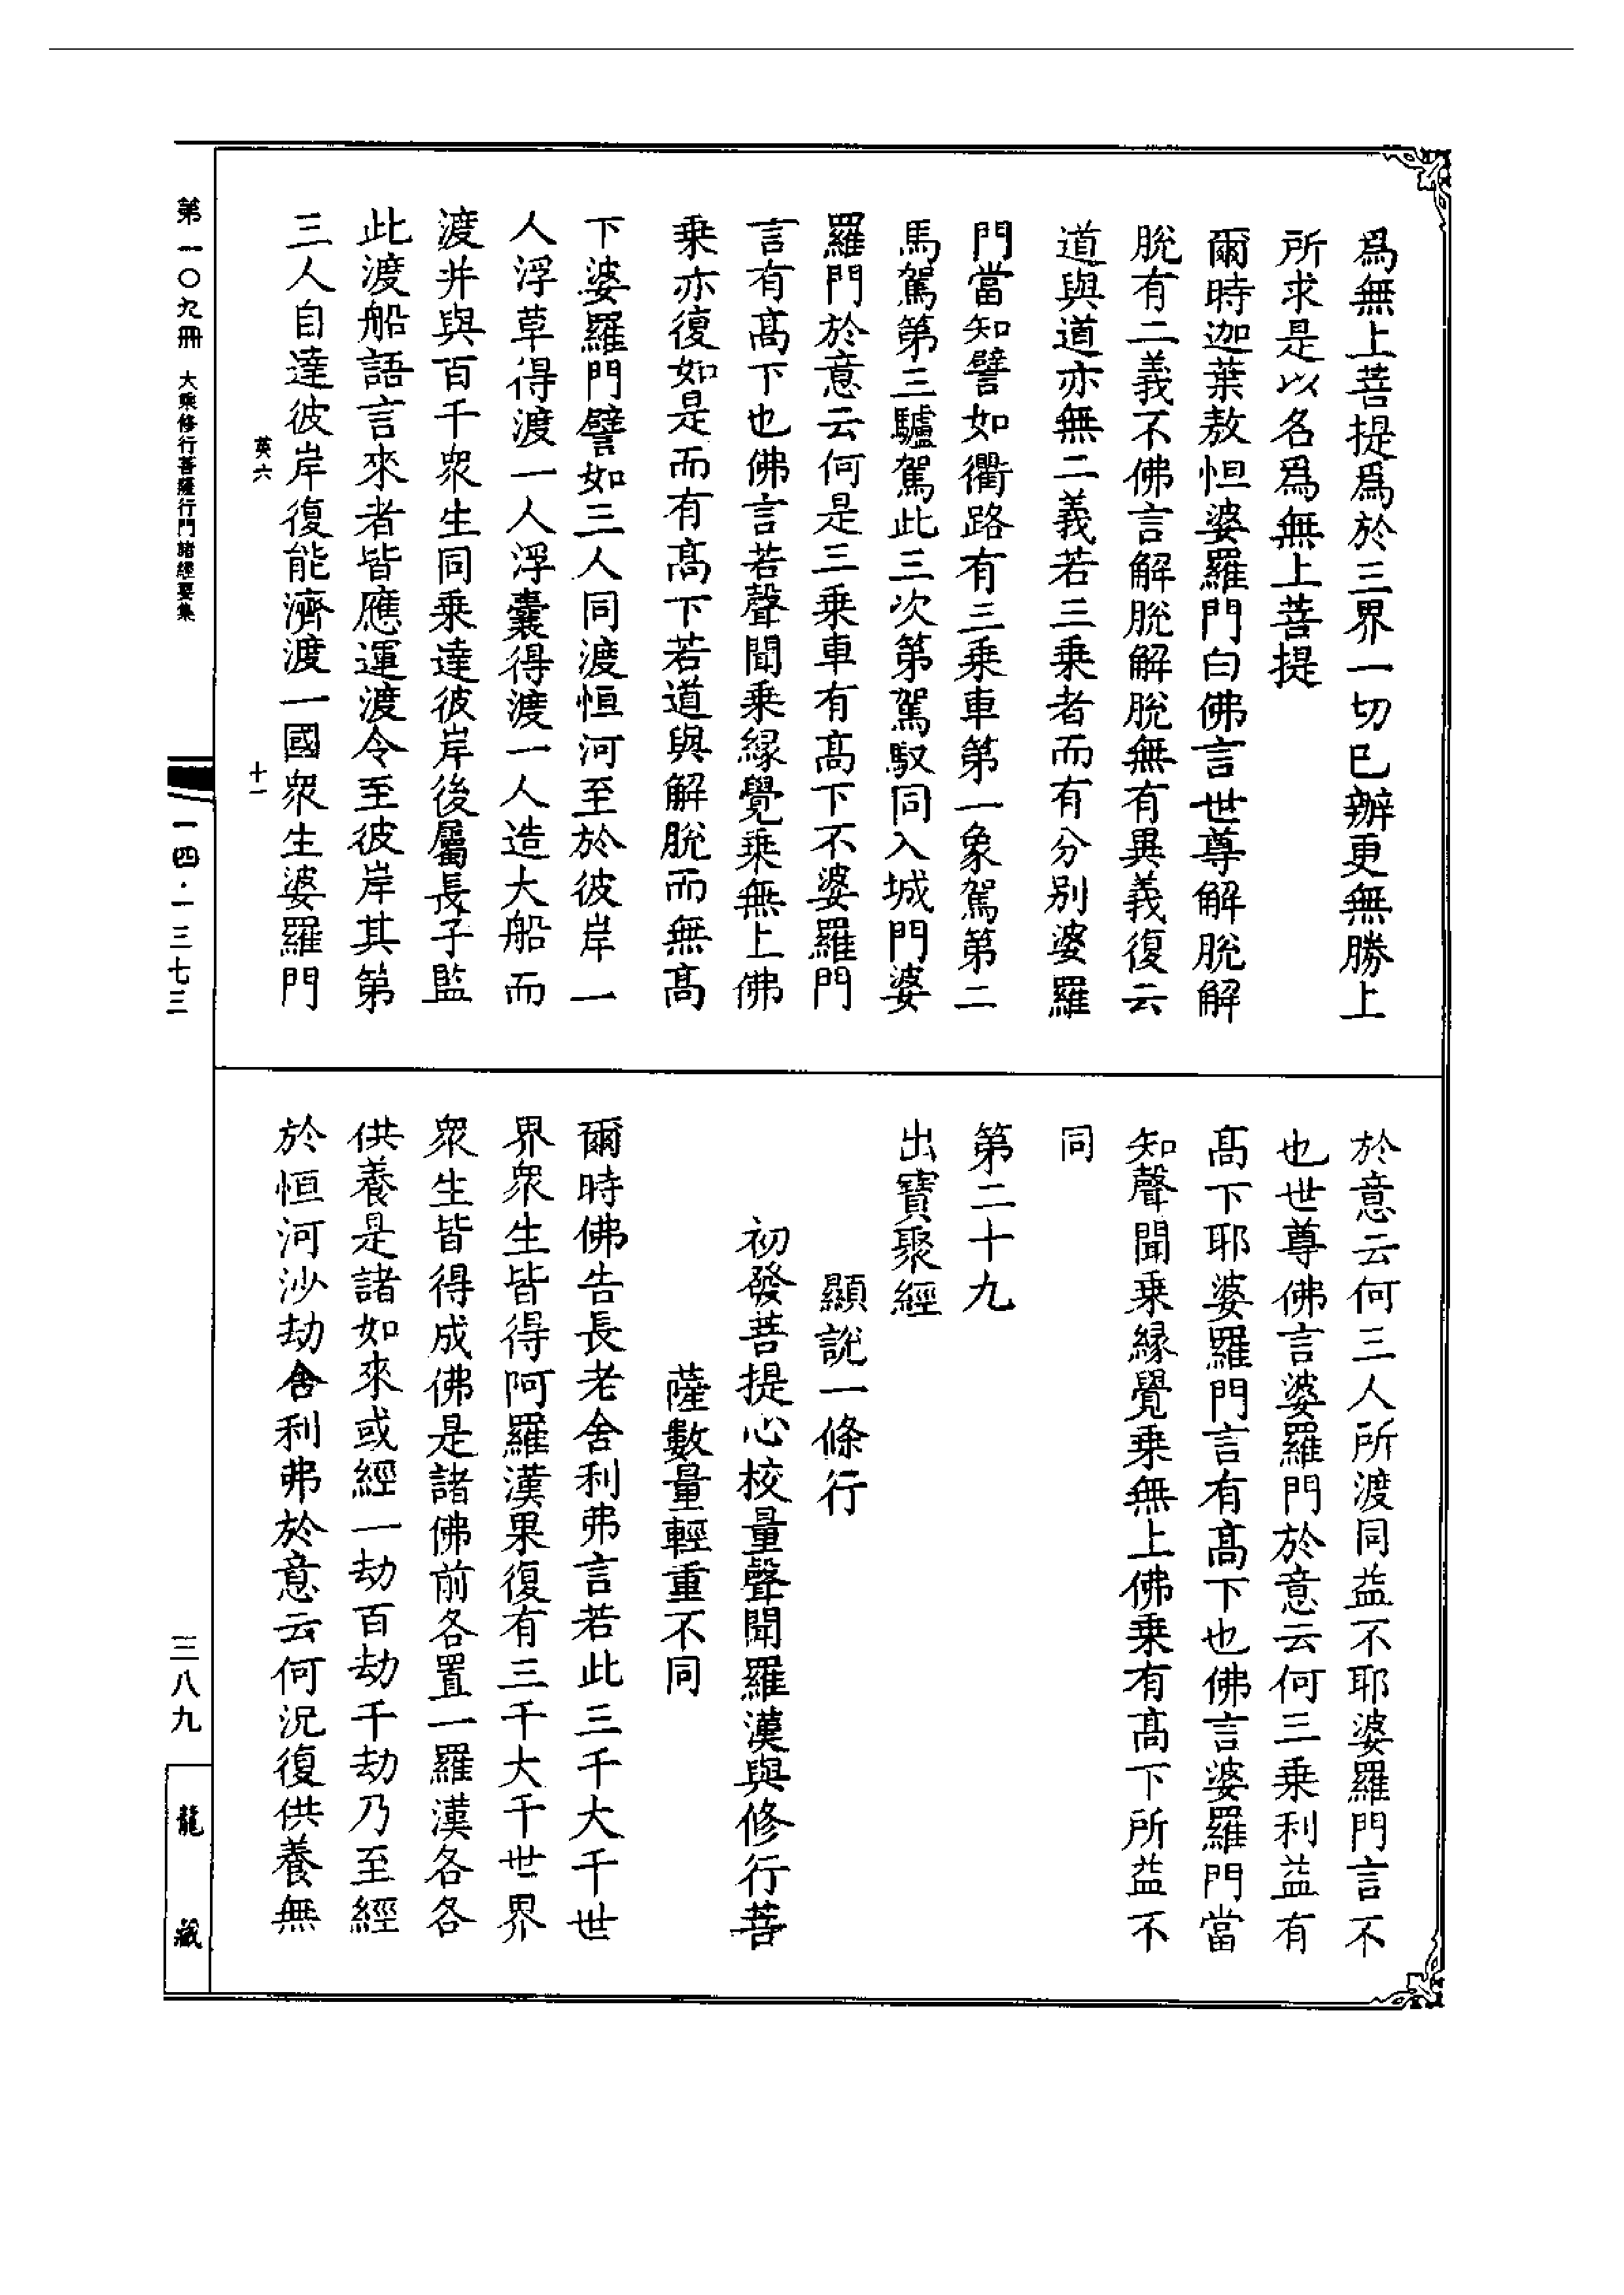 爲無上菩提爲於三界一切已辦更無勝上
所求是以名爲無上菩提
爾時迦葉敖怛婆羅門白佛言世尊解脫解
脫有二義不佛言解脫解脫無有異義復云
道與道亦無二義若三乘者而有分別婆羅
門當知譬如衢路有三乘車第一象駕第二
馬駕第三驢駕此三次第駕馭同入城門婆
羅門於意云何是三乘車有髙下不婆羅門
言有髙下也佛言若聲聞乘緣覺乘無上佛
乘亦復如是而有髙下若道與解脫而無髙
下婆羅門譬如三人同渡恒河至於彼岸一
人浮草得渡一人浮囊得渡一人造大船而
渡并與百千衆生同乘達彼岸後屬長子監
此渡船語言來者皆應運渡令至彼岸其第
三人自達彼岸復能濟渡一國衆生婆羅門
英六 十一
於意云何三人所渡同益不耶婆羅門言不
也世尊佛言婆羅門於意云何三乘利益有
髙下耶婆羅門言有髙下也佛言婆羅門當
知聲聞乘緣覺乘無上佛乘有髙下所益不
同
第二十九
出寶聚經
顯說一條行
初發菩提心校量聲聞羅漢與修行菩
薩數量輕重不同
爾時佛告長老舍利弗言若此三千大千世
界衆生皆得阿羅漢果復有三千大千世界
衆生皆得成佛是諸佛前各置一羅漢各各
供養是諸如來或經一劫百劫千劫乃至經
於恒河沙劫舍利弗於意云何況復供養無
第一〇九冊 大乘修行菩薩行門諸經要集
一四·一三七三
三八九
龍藏